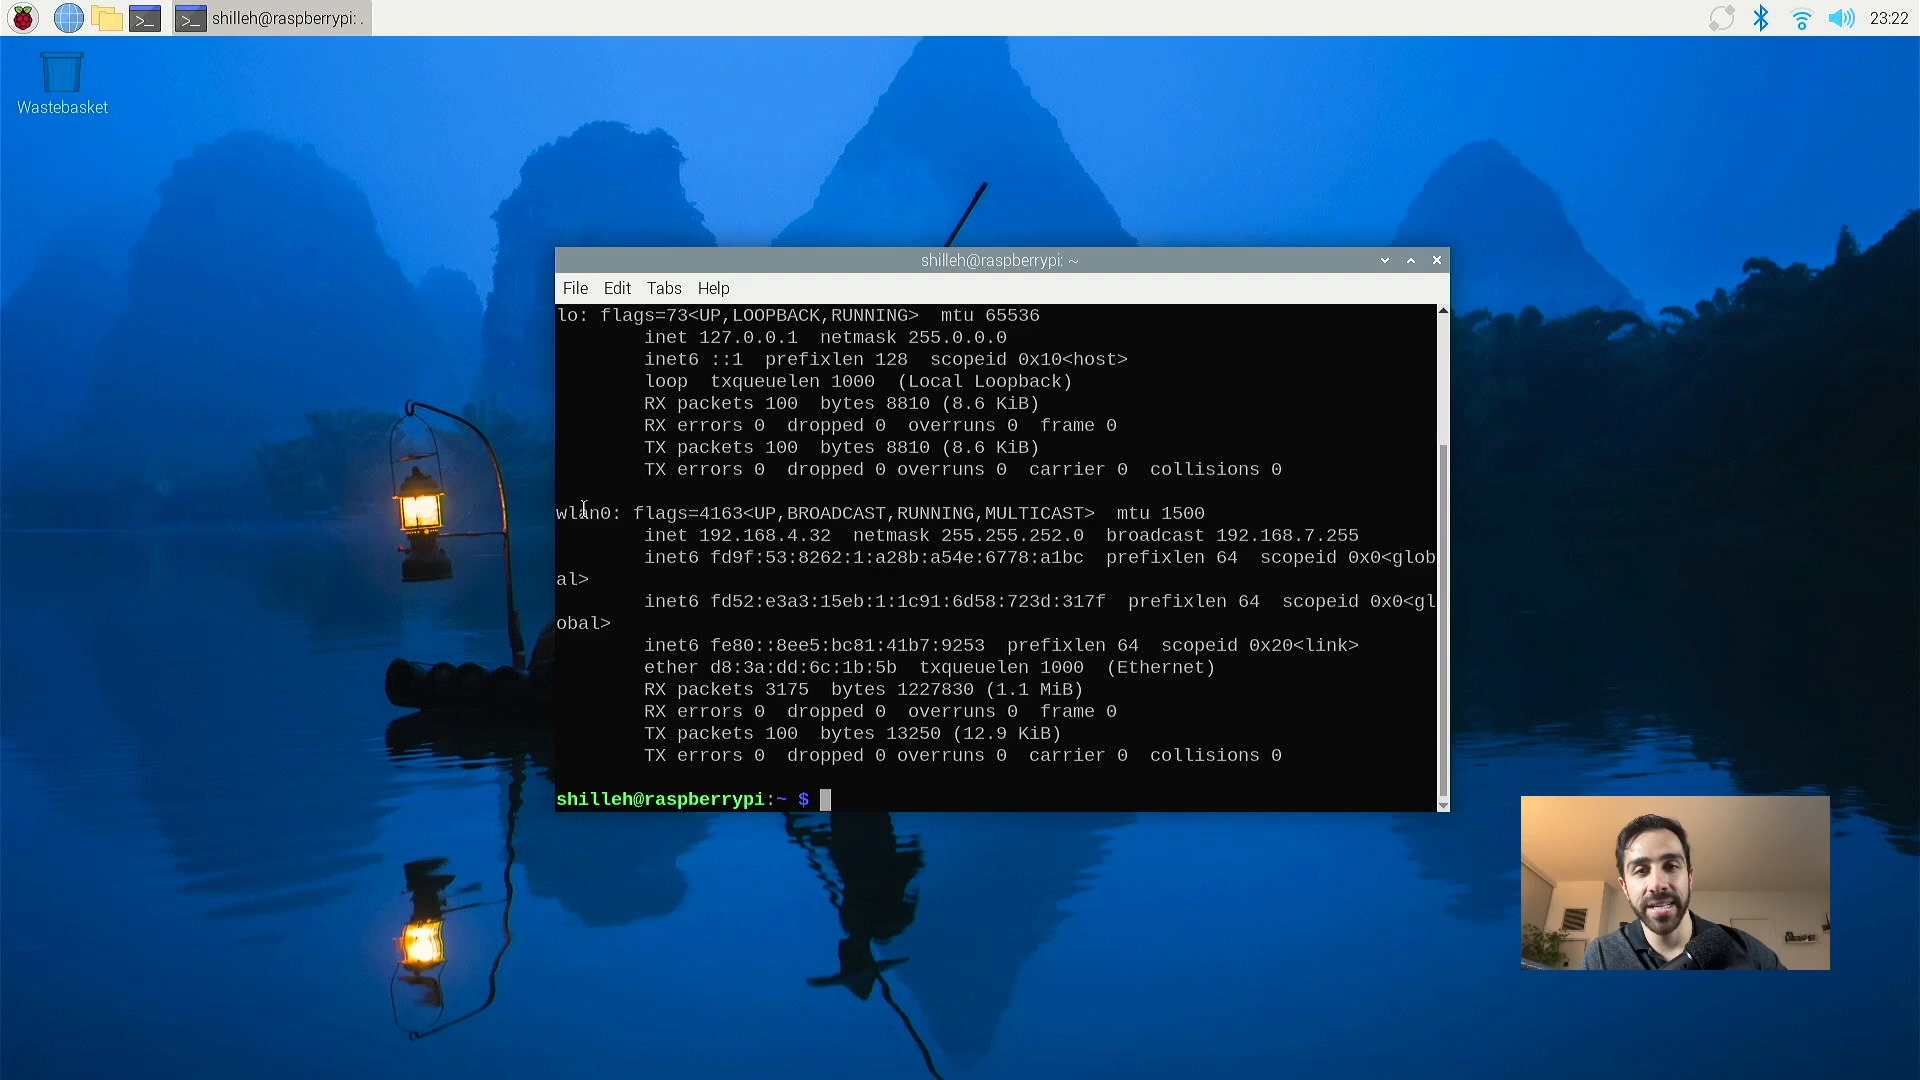 shilleh@raspberrypi: .
23:22
Wastebasket
shilleh@raspberrypi: ~
File Edit Tabs Help
lo: flags=73<UP,LOOPBACK,RUNNING>  mtu 65536
        inet 127.0.0.1  netmask 255.0.0.0
        inet6 ::1  prefixlen 128  scopeid 0x10<host>
        loop  txqueuelen 1000  (Local Loopback)
        RX packets 100  bytes 8810 (8.6 KiB)
        RX errors 0  dropped 0  overruns 0  frame 0
        TX packets 100  bytes 8810 (8.6 KiB)
        TX errors 0  dropped 0 overruns 0  carrier 0  collisions 0
wlan0: flags=4163<UP,BROADCAST,RUNNING,MULTICAST>  mtu 1500
        inet 192.168.4.32  netmask 255.255.252.0  broadcast 192.168.7.255
        inet6 fd9f:53:8262:1:a28b:a54e:6778:a1bc  prefixlen 64  scopeid 0x0<glob
al>
        inet6 fd52:e3a3:15eb:1:1c91:6d58:723d:317f  prefixlen 64  scopeid 0x0<gl
obal>
        inet6 fe80::8ee5:bc81:41b7:9253  prefixlen 64  scopeid 0x20<link>
        ether d8:3a:dd:6c:1b:5b  txqueuelen 1000  (Ethernet)
        RX packets 3175  bytes 1227830 (1.1 MiB)
        RX errors 0  dropped 0  overruns 0  frame 0
        TX packets 100  bytes 13250 (12.9 KiB)
        TX errors 0  dropped 0 overruns 0  carrier 0  collisions 0
shilleh@raspberrypi:~ $